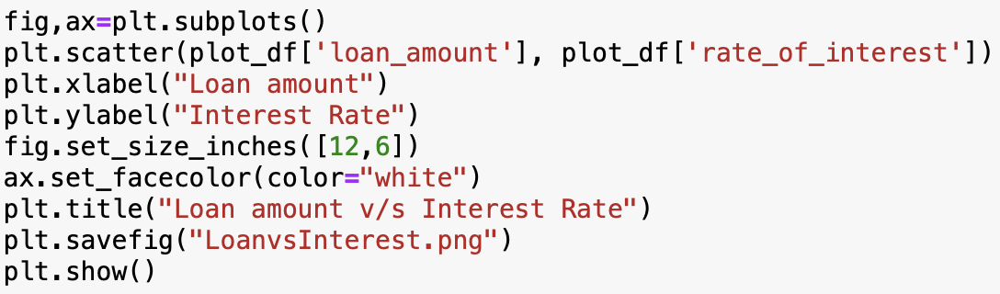 fig,ax=plt.subplots()
plt.scatter(plot_df['loan_amount'], plot_df['rate_of_interest'])
plt.xlabel("Loan amount")
plt.ylabel("Interest Rate")
fig.set_size_inches([12,6])
ax.set_facecolor(color="white")
plt.title("Loan amount v/s Interest Rate")
plt.savefig("LoanvsInterest.png")
plt.show()